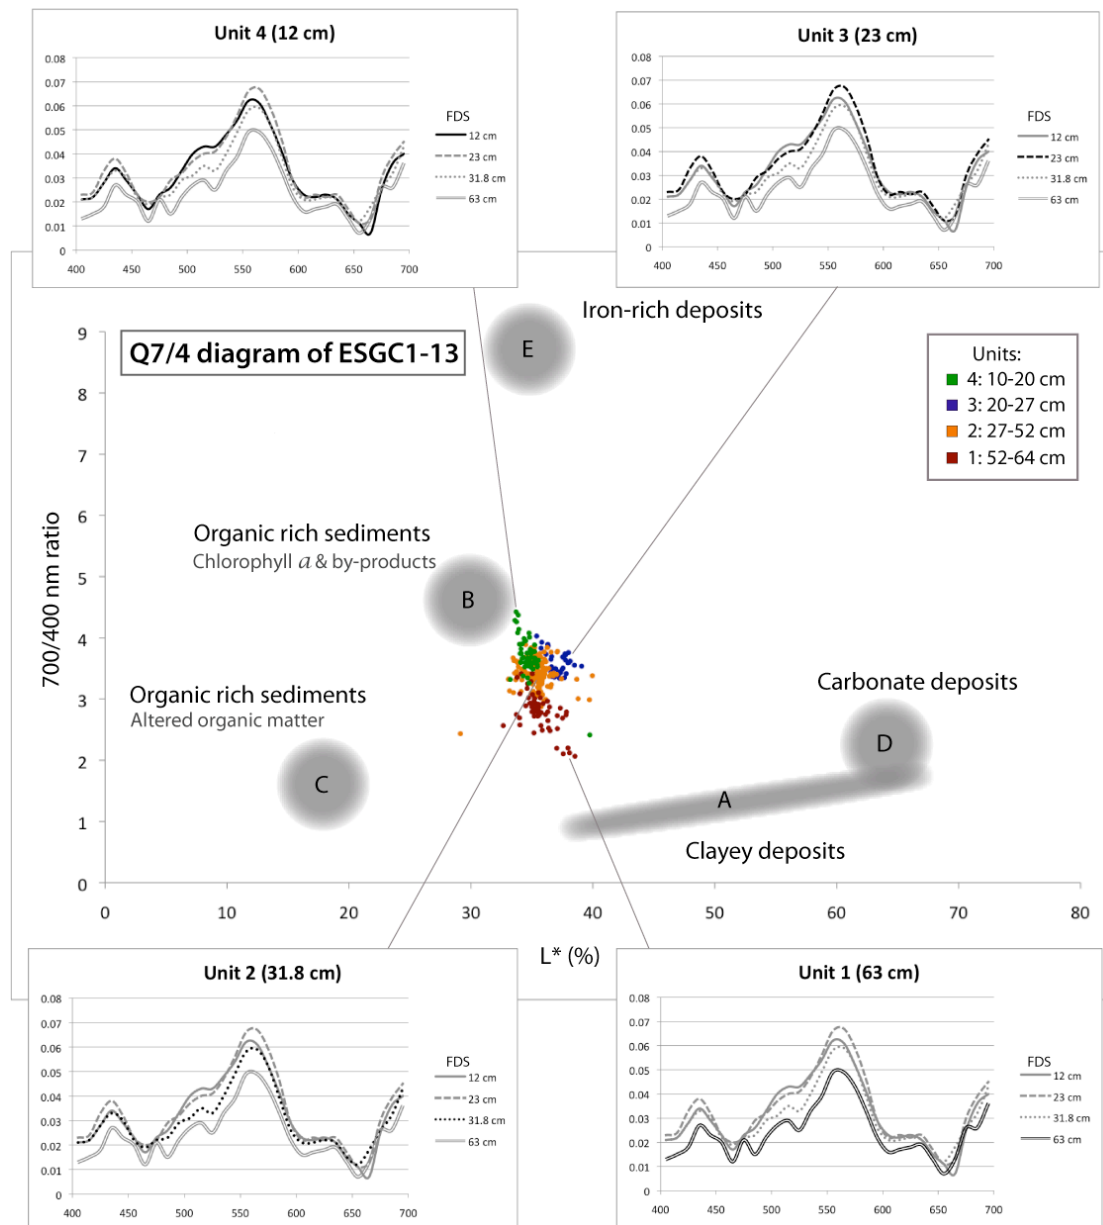 Unit 4 (12 cm)
0.08
0.07
0.06
0.05
0.04
0.03
0.02
0.01
0
400
450
500
550
600
650
700
FDS
12 cm
23 cm
31.8 cm
63 cm
Unit 3 (23 cm)
0.08
0.07
0.06
0.05
0.04
0.03
0.02
0.01
0
400
450
500
550
600
650
700
FDS
12 cm
23 cm
31.8 cm
63 cm
Q7/4 diagram of ESGC1-13
Iron-rich deposits
E
Units:
4: 10-20 cm
3: 20-27 cm
2: 27-52 cm
1: 52-64 cm
Organic rich sediments
Chlorophyll a & by-products
B
Organic rich sediments
Altered organic matter
C
Carbonate deposits
D
A
Clayey deposits
700/400 nm ratio
9
8
7
6
5
4
3
2
1
0
0
10
20
30
40
50
60
70
80
L* (%)
Unit 2 (31.8 cm)
0.08
0.07
0.06
0.05
0.04
0.03
0.02
0.01
0
400
450
500
550
600
650
700
FDS
12 cm
23 cm
31.8 cm
63 cm
Unit 1 (63 cm)
0.08
0.07
0.06
0.05
0.04
0.03
0.02
0.01
0
400
450
500
550
600
650
700
FDS
12 cm
23 cm
31.8 cm
63 cm